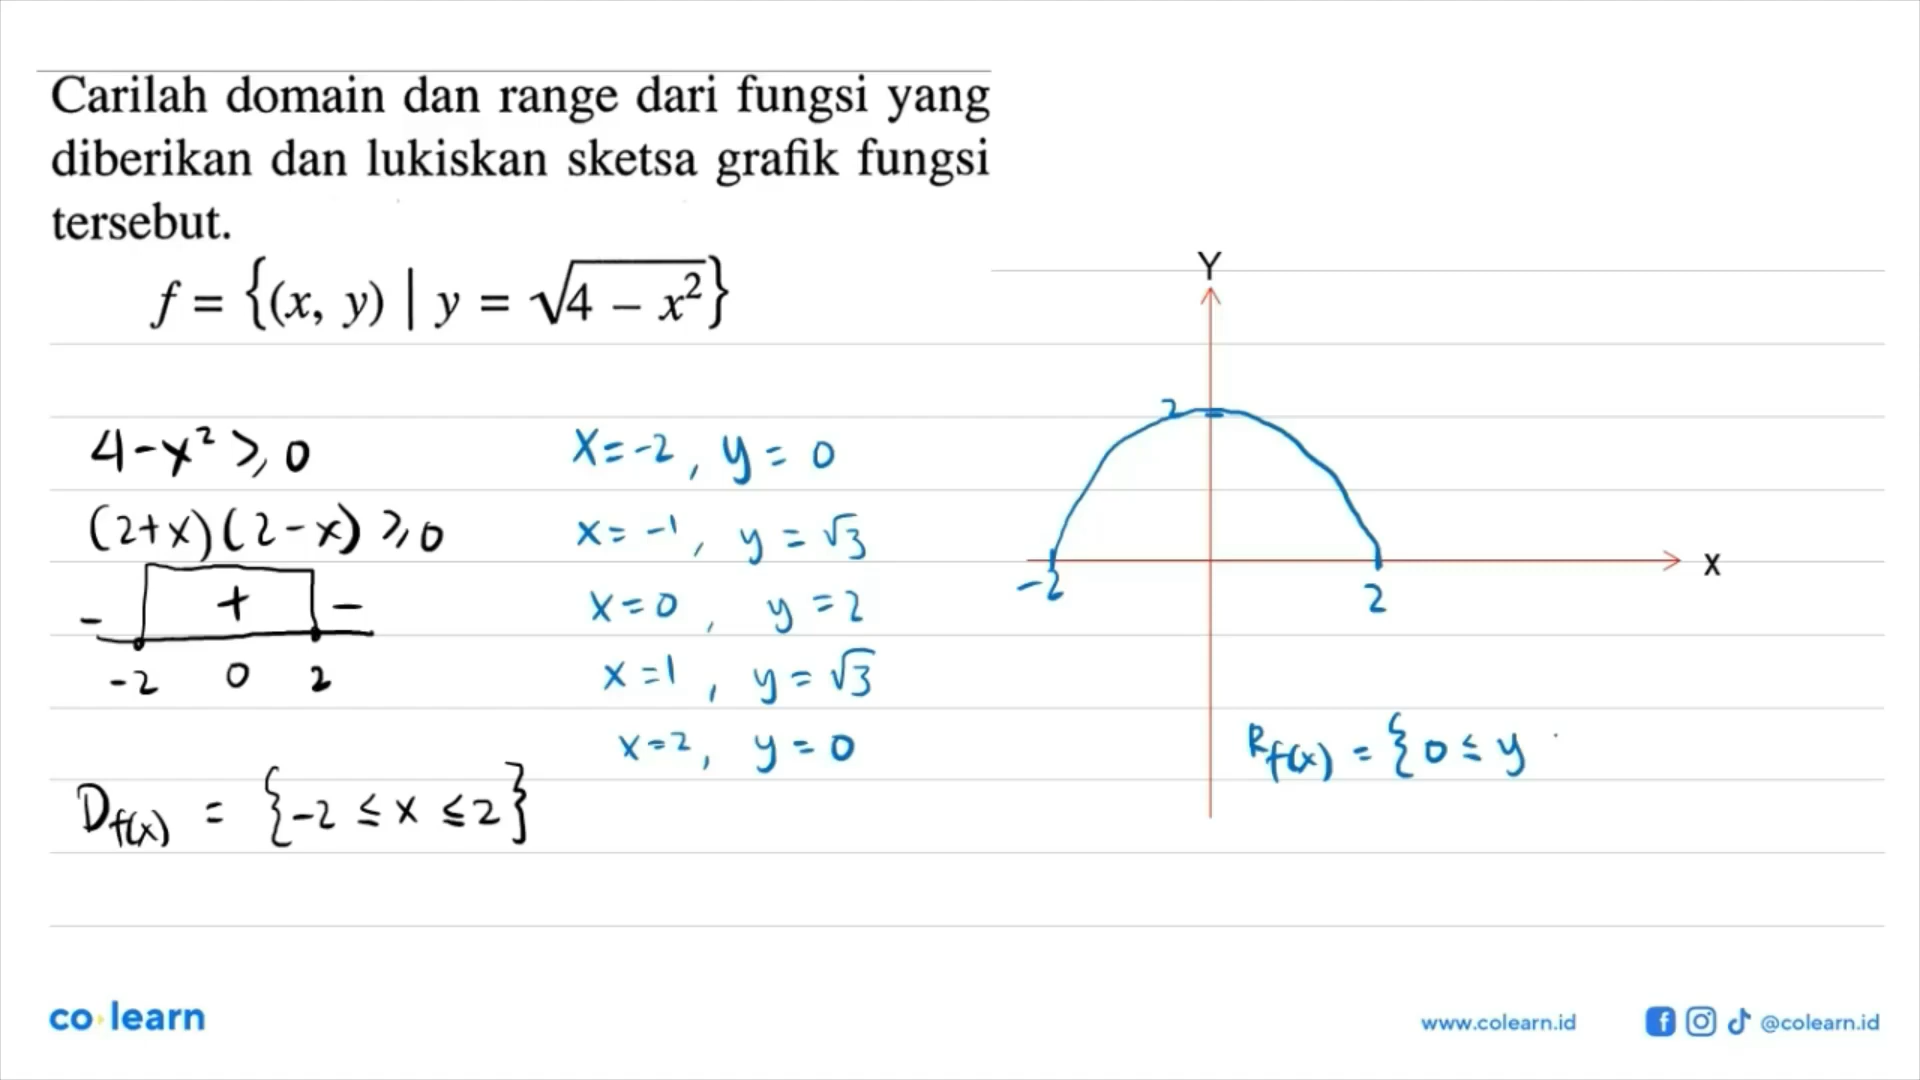 Carilah domain dan range dari fungsi yang
diberikan dan lukiskan sketsa grafik fungsi
tersebut.
f = {(x, y) | y = √(4 – x²)}
4-x² ≥ 0
(2+x)(2-x) ≥ 0
- + -
-2 0 2
D_f(x) = {-2 ≤ x ≤ 2}
x=-2, y = 0
x=-1, y = √3
x=0, y=2
x=1, y=√3
x=2, y=0
Y
2
X
-2 2
R_f(x) = {0 ≤ y
co learn
www.colearn.id
@colearn.id